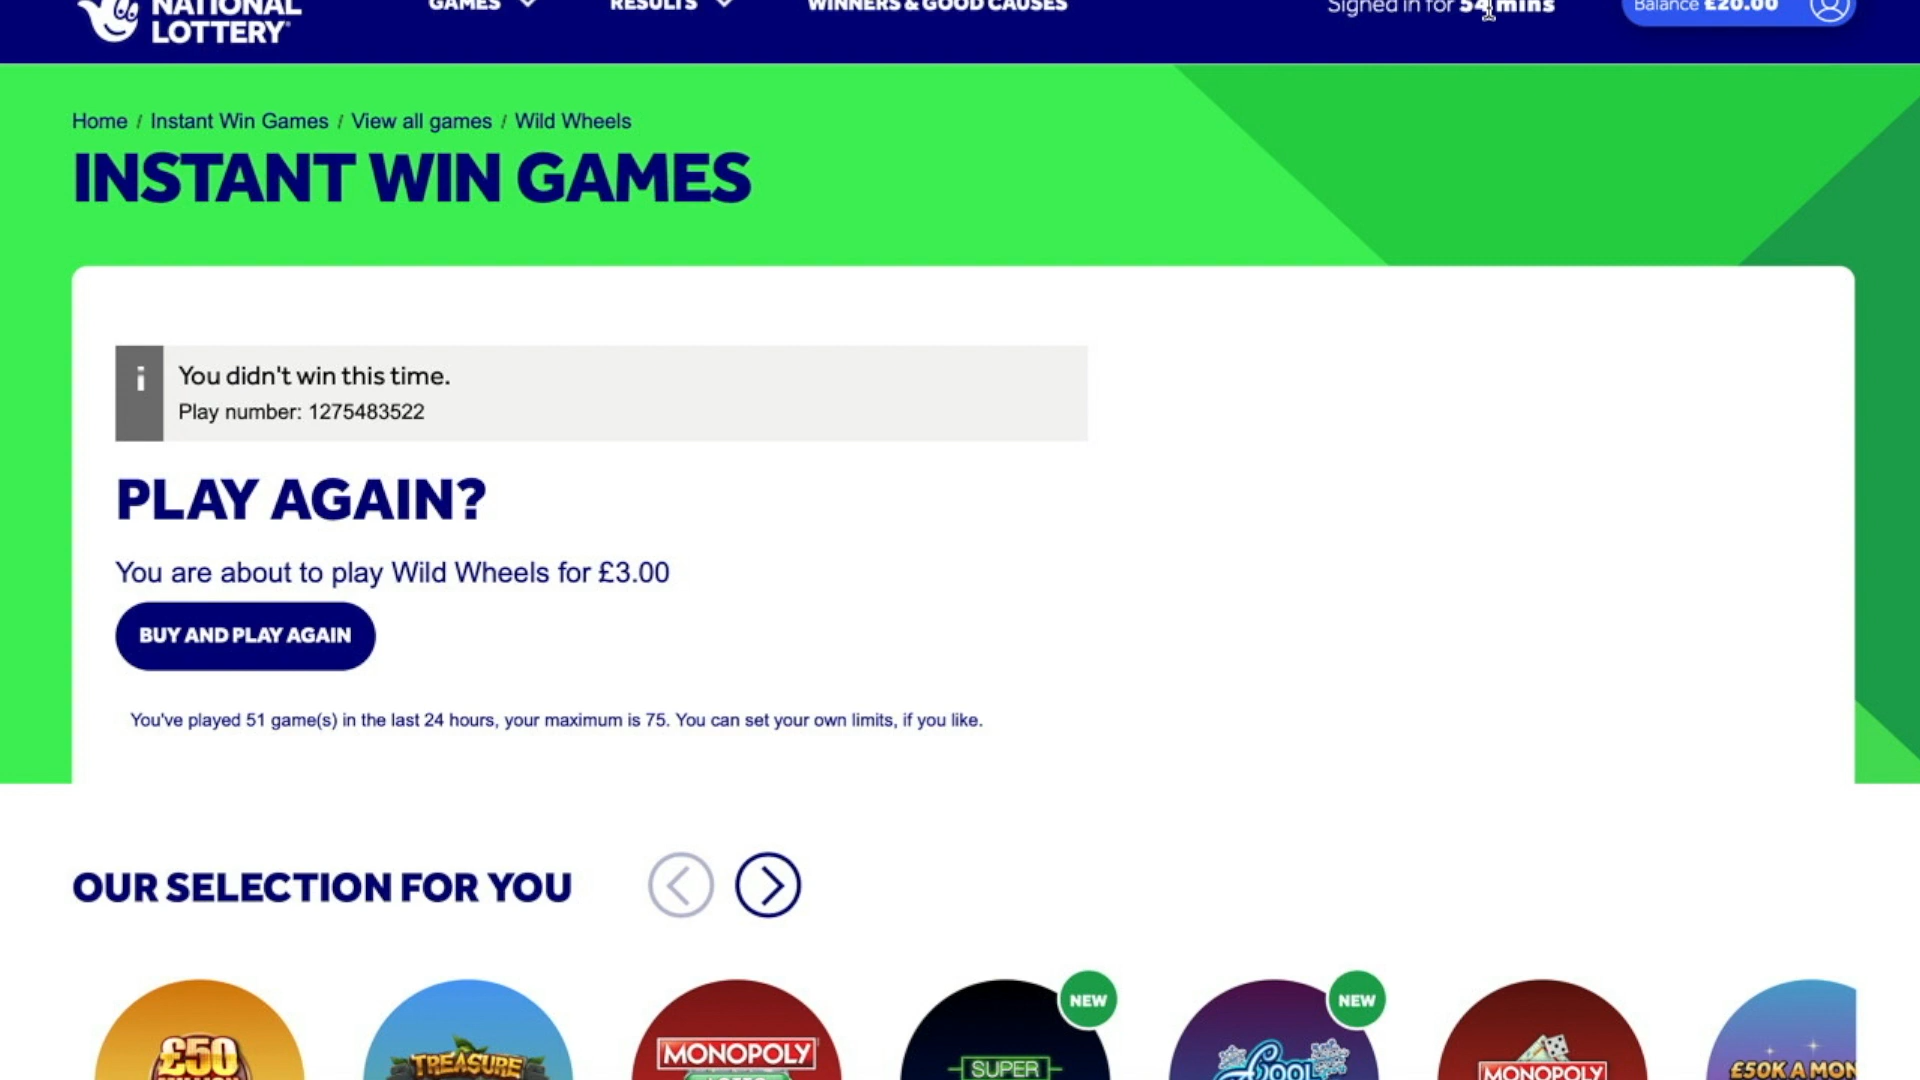 NATIONAL
LOTTERY
GAMES
RESULTS
WINNERS & GOOD CAUSES
Signed in for 54 mins
Balance £20.00
Home / Instant Win Games / View all games / Wild Wheels
INSTANT WIN GAMES
i
You didn't win this time.
Play number: 1275483522
PLAY AGAIN?
You are about to play Wild Wheels for £3.00
BUY AND PLAY AGAIN
You've played 51 game(s) in the last 24 hours, your maximum is 75. You can set your own limits, if you like.
OUR SELECTION FOR YOU
NEW
NEW
£50
TREASURE
MONOPOLY
SUPER
COOL
MONOPOLY
£50K A MON